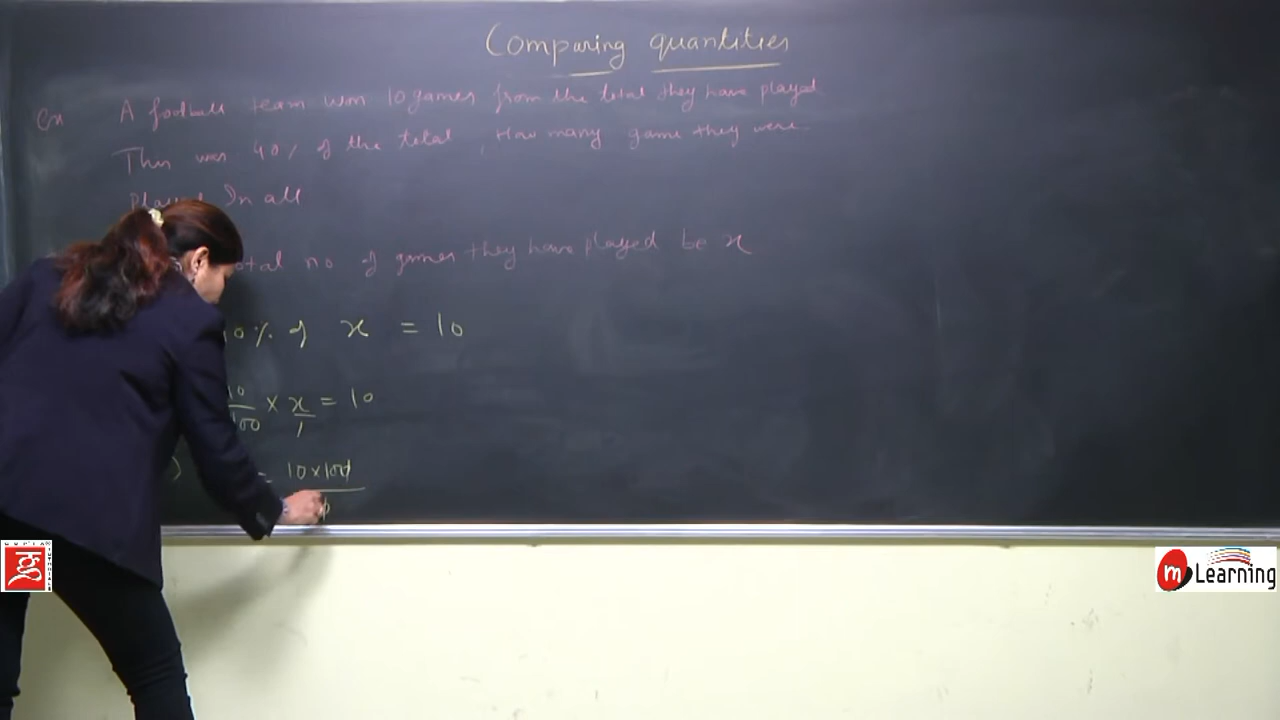 Comparing quantities
Ex A football team won 10 games from the total they have played
This was 40% of the total, How many game they were
Played In all
total no of games they have played be x
0% of x = 10
10/100 × x/1 = 10
= 10 × 100
m Learning